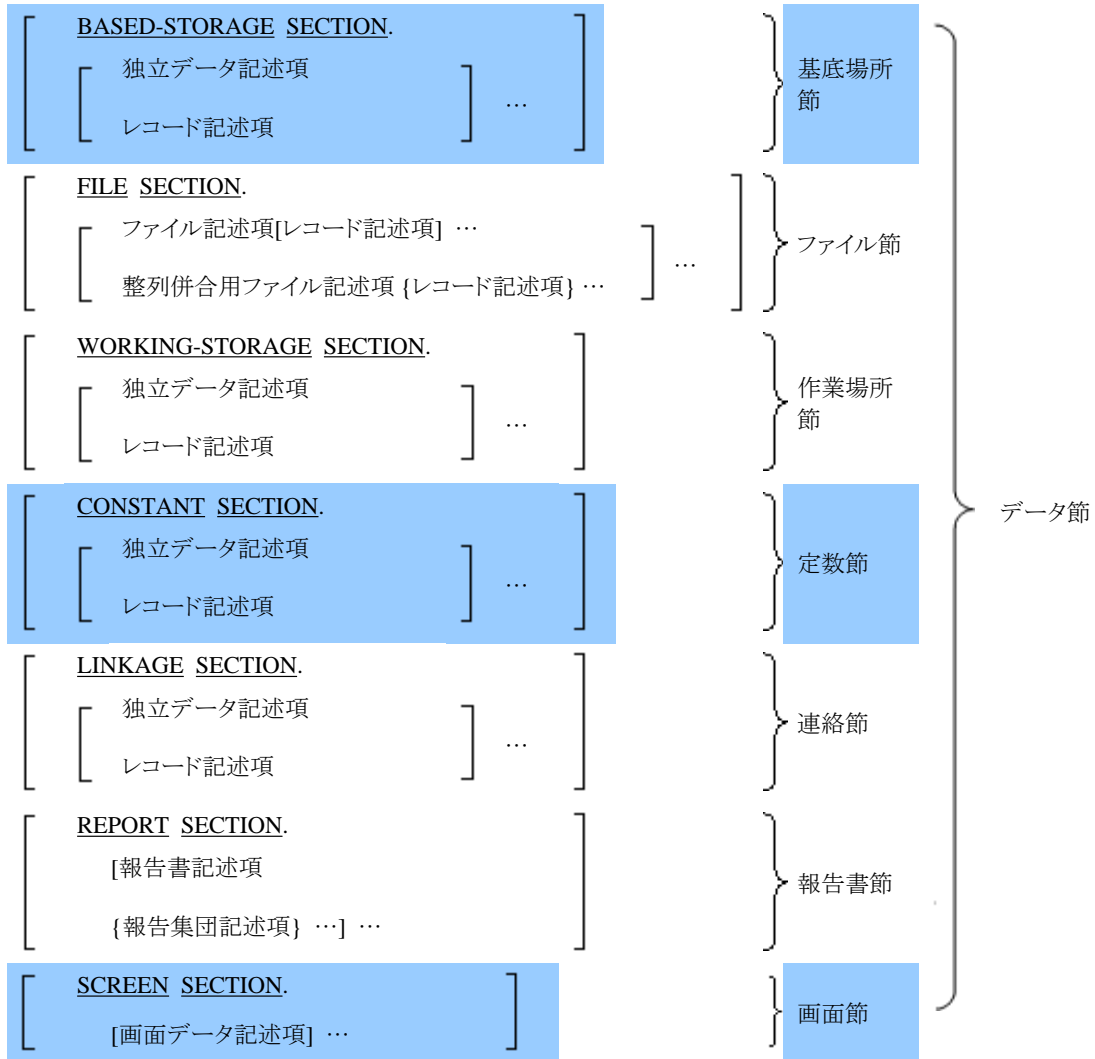 BASED-STORAGE SECTION.
独立データ記述項
レコード記述項
…
基底場所
節
FILE SECTION.
ファイル記述項[レコード記述項] …
整列併合用ファイル記述項 {レコード記述項} …
…
ファイル節
WORKING-STORAGE SECTION.
独立データ記述項
レコード記述項
…
作業場所
節
CONSTANT SECTION.
独立データ記述項
レコード記述項
…
定数節
データ節
LINKAGE SECTION.
独立データ記述項
レコード記述項
…
連絡節
REPORT SECTION.
[報告書記述項
{報告集団記述項} …] …
報告書節
SCREEN SECTION.
[画面データ記述項] …
画面節